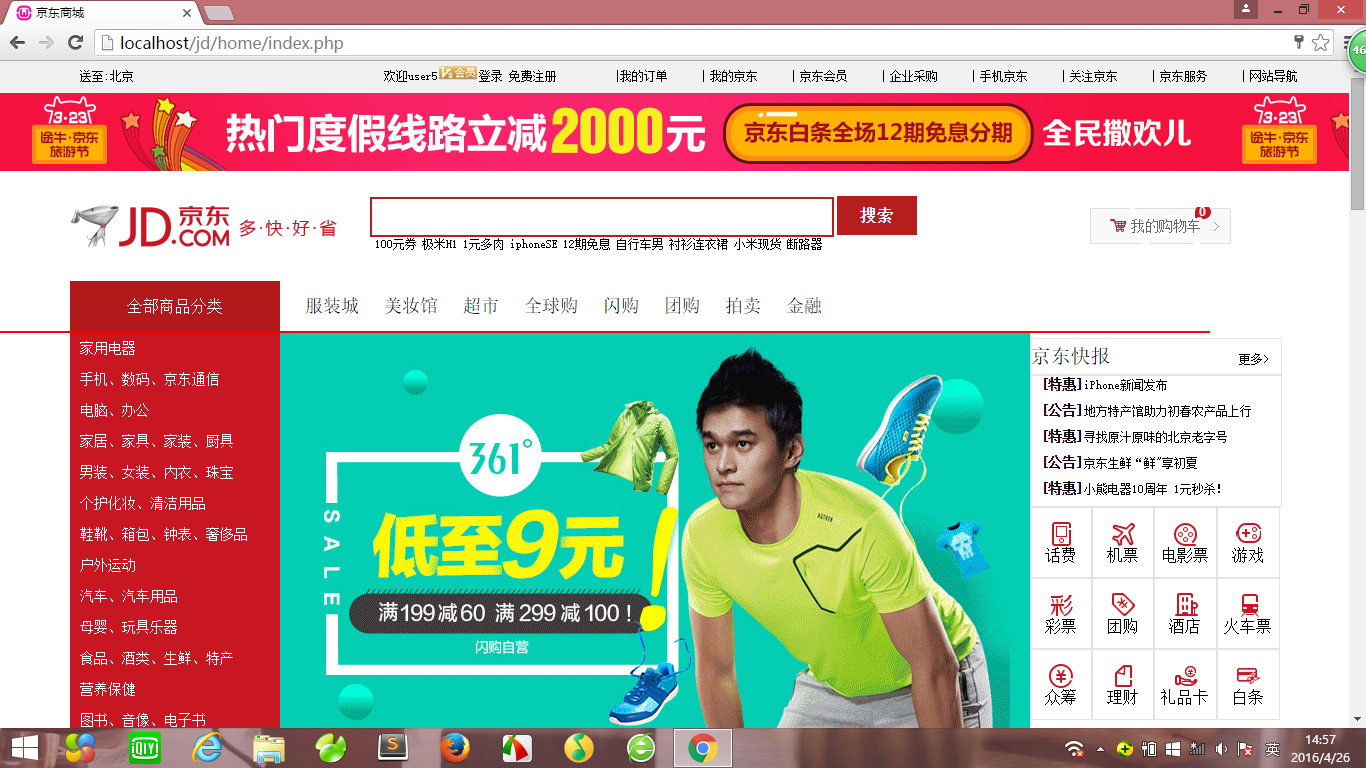 京东商城
localhost/jd/home/index.php
46
送至:北京 欢迎user5 V5会员 登录 免费注册 |我的订单 | 我的京东 | 京东会员 | 企业采购 | 手机京东 | 关注京东 | 京东服务 | 网站导航
3·23
途牛·京东
旅游节
热门度假线路立减2000元
京东白条全场12期免息分期
全民撒欢儿
3·23
途牛·京东
旅游节
JD.COM 京东
多·快·好·省
搜索
100元券 极米H1 1元多肉 iphoneSE 12期免息 自行车男 衬衫连衣裙 小米现货 断路器
我的购物车 0 >
全部商品分类 服装城 美妆馆 超市 全球购 闪购 团购 拍卖 金融
家用电器
手机、数码、京东通信
电脑、办公
家居、家具、家装、厨具
男装、女装、内衣、珠宝
个护化妆、清洁用品
鞋靴、箱包、钟表、奢侈品
户外运动
汽车、汽车用品
母婴、玩具乐器
食品、酒类、生鲜、特产
营养保健
图书、音像、电子书
361°
SALE
低至9元!
满199减60 满299减100!
闪购自营
AUTHER
京东快报 更多>
[特惠]iPhone新闻发布
[公告]地方特产馆助力初春农产品上行
[特惠]寻找原汁原味的北京老字号
[公告]京东生鲜“鲜"享初夏
[特惠]小熊电器10周年 1元秒杀!
话费 机票 电影票 游戏
彩
彩票 团购 酒店 火车票
众筹 理财 礼品卡 白条
QIYI
S
英
14:57
2016/4/26